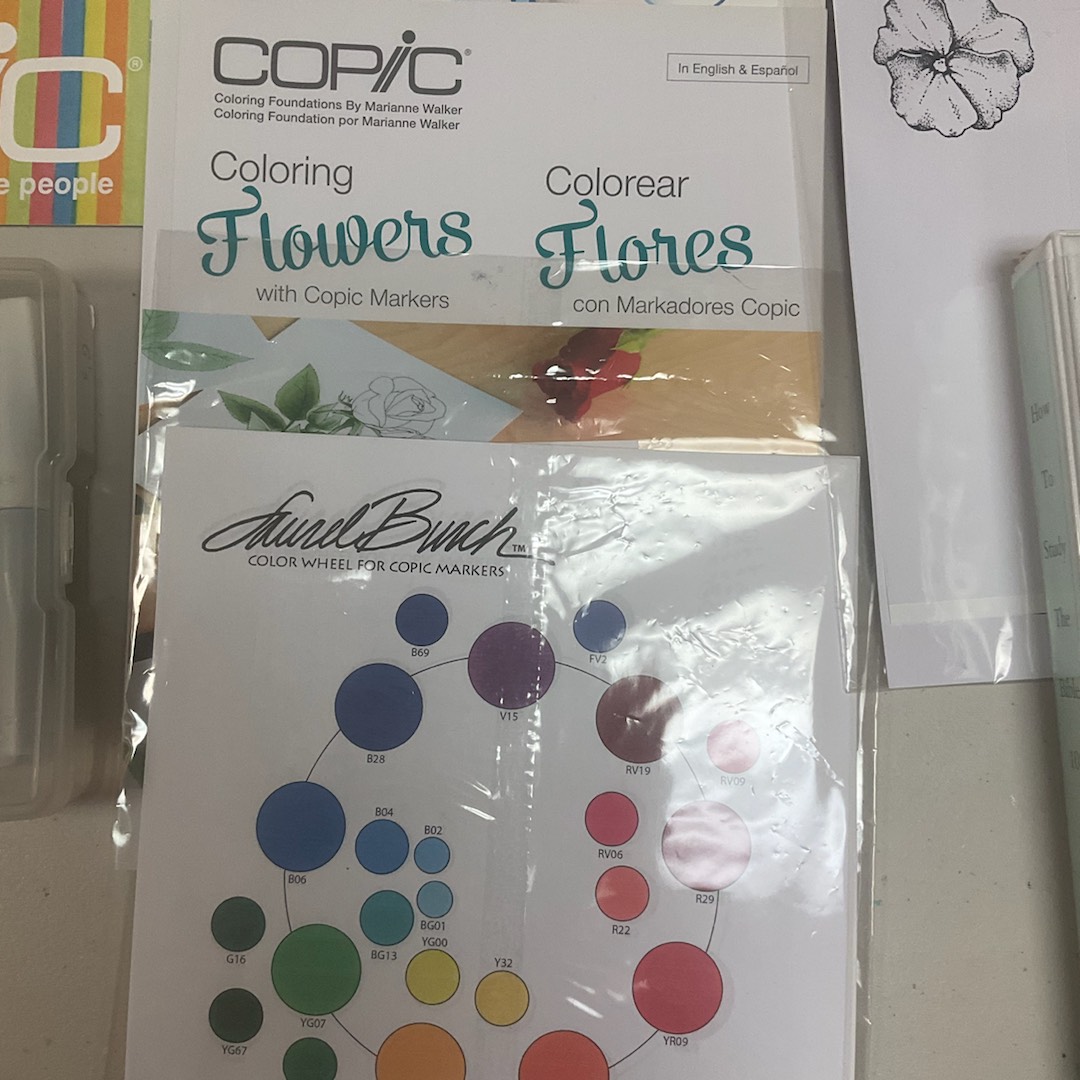 ic®
e people
COPIC®
In English & Español
Coloring Foundations By Marianne Walker
Coloring Foundation por Marianne Walker
Coloring
Flowers
with Copic Markers
Colorear
Flores
con Markadores Copic
Laurel Burch™
COLOR WHEEL FOR COPIC MARKERS
B69
FV2
V15
B28
RV19
RV09
B04
B02
RV06
B06
R29
BG01
R22
G16
BG13
YG00
Y32
YG07
YR09
YG67
How
To
Study
The
Bible